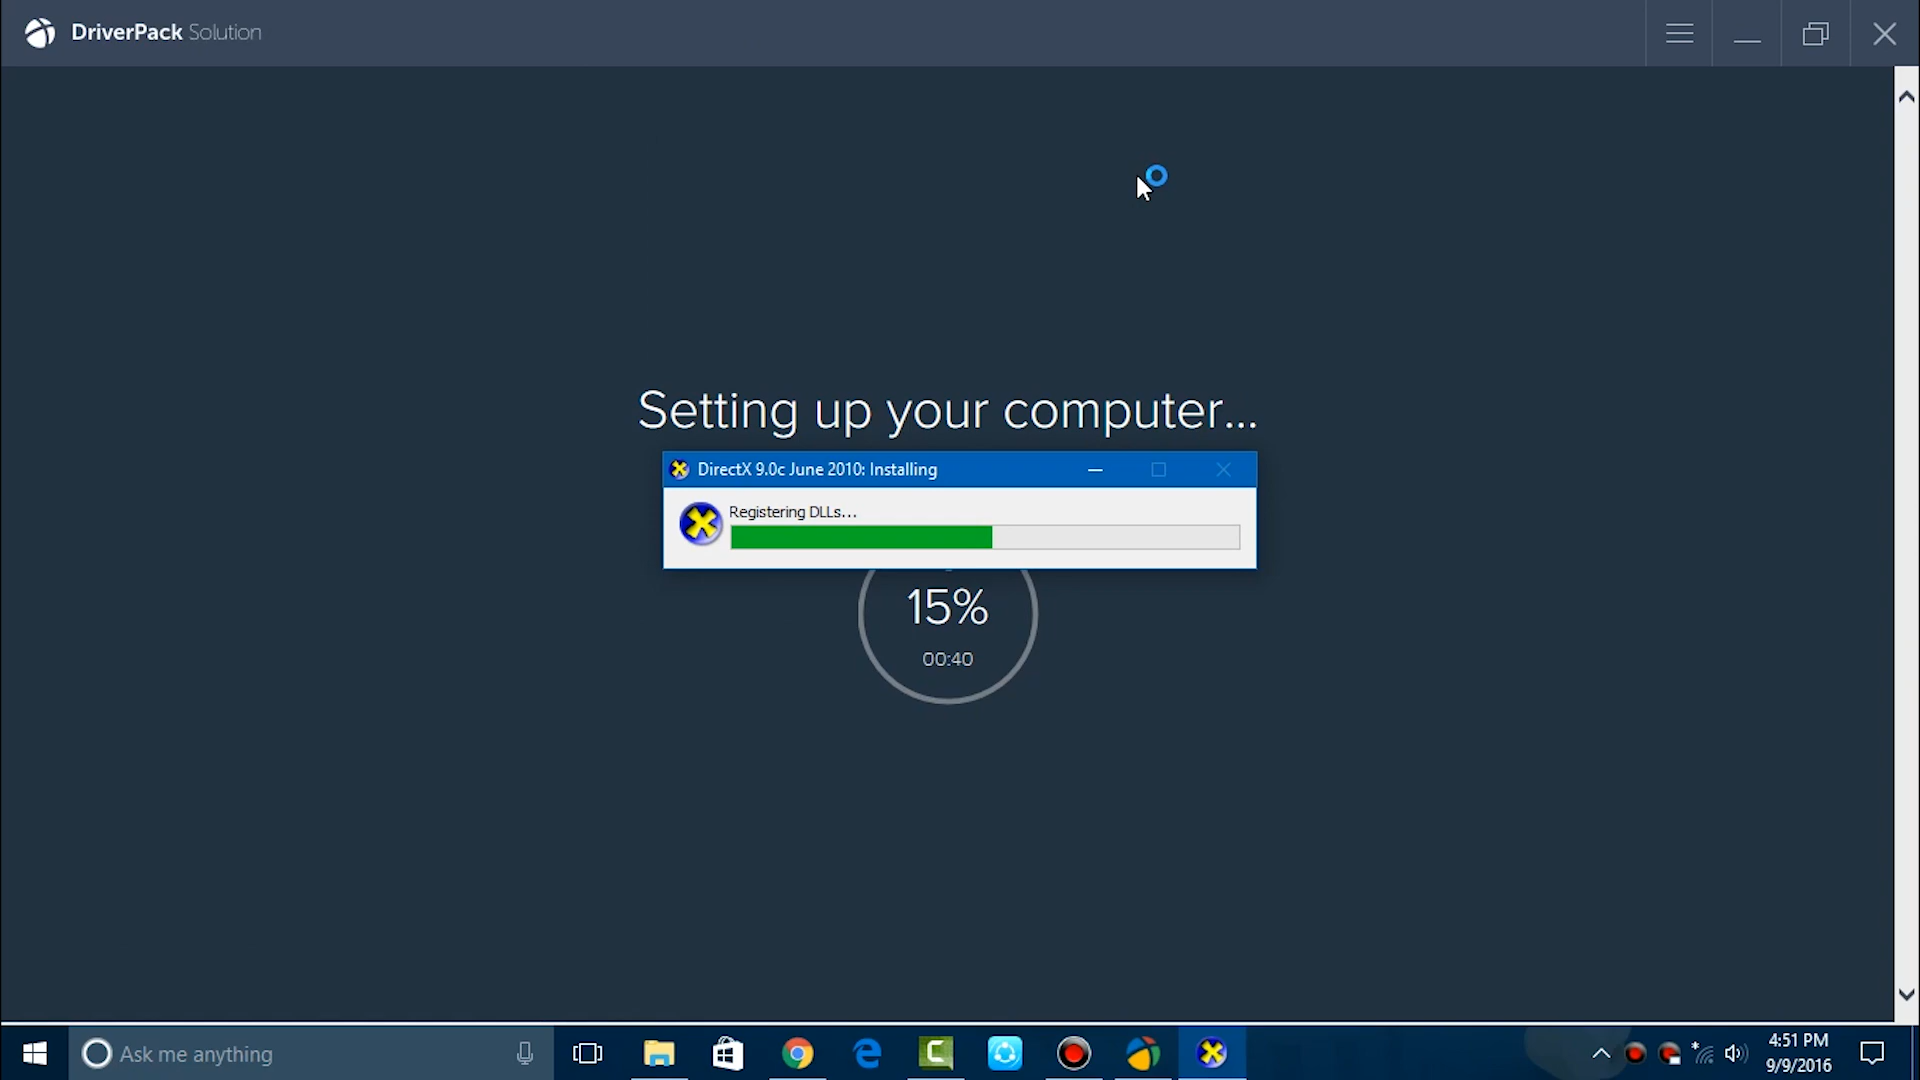 DriverPack Solution
Setting up your computer...
DirectX 9.0c June 2010: Installing
Registering DLLs...
15%
00:40
Ask me anything
4:51 PM
9/9/2016